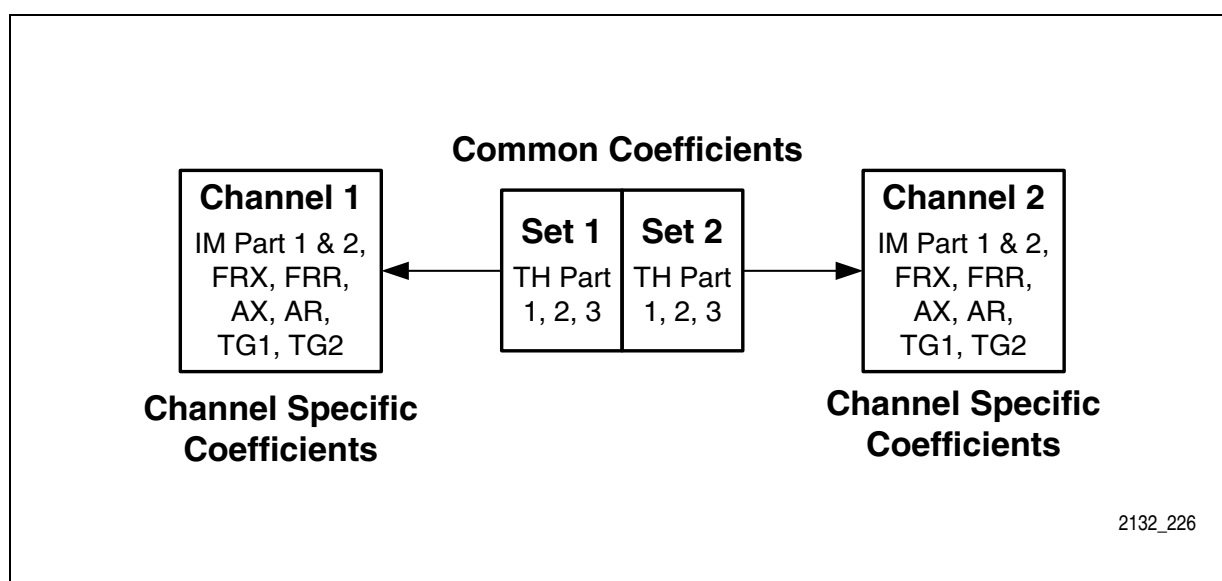 Common Coefficients
Channel 1
IM Part 1 & 2,
FRX, FRR,
AX, AR,
TG1, TG2
Channel Specific
Coefficients
Set 1
TH Part
1, 2, 3
Set 2
TH Part
1, 2, 3
Channel 2
IM Part 1 & 2,
FRX, FRR,
AX, AR,
TG1, TG2
Channel Specific
Coefficients
2132_226